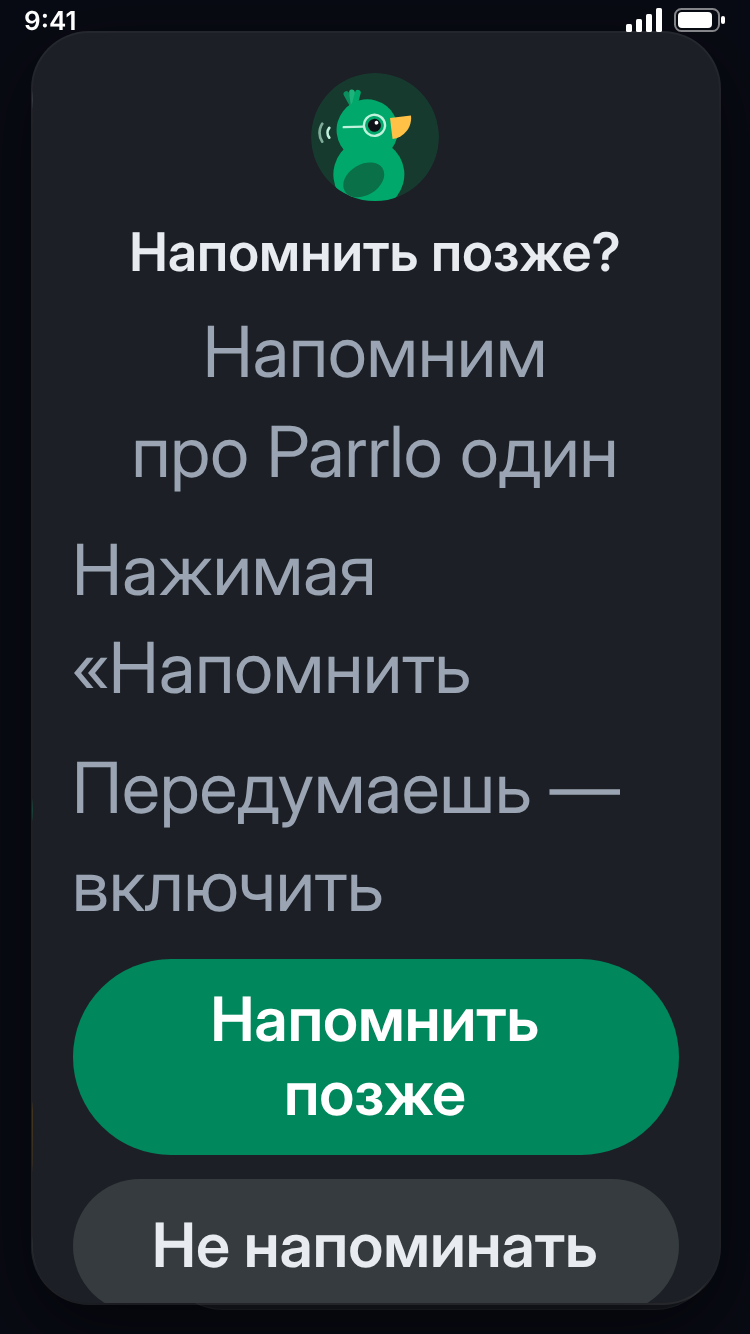 9:41
Напомнить позже?
Напомним
про Parrlo один
Нажимая
«Напомнить
Передумаешь —
включить
Напомнить
позже
Не напоминать